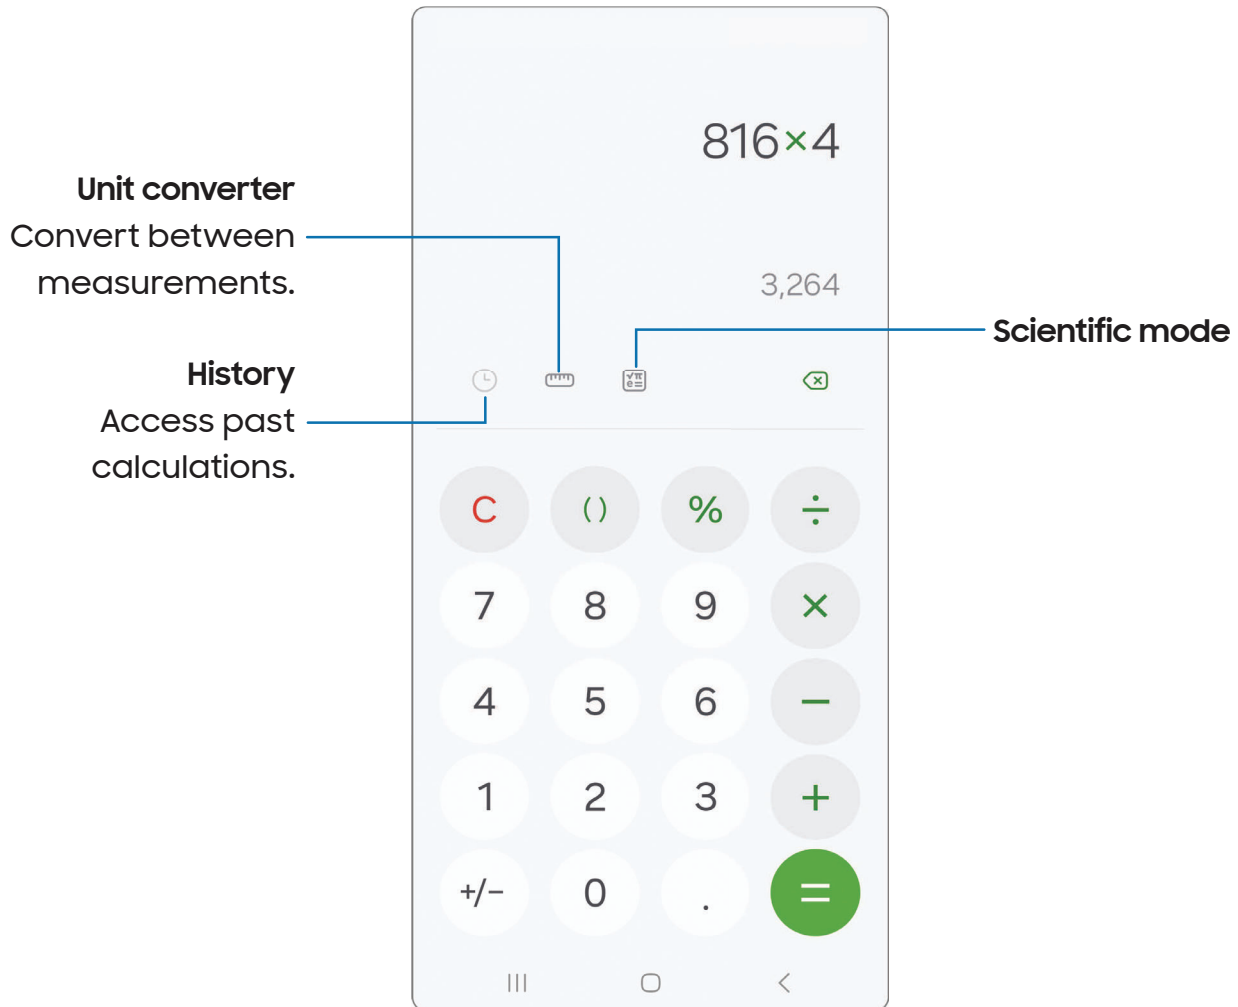 816×4
Unit converter
Convert between
measurements.
3,264
Scientific mode
History
Access past
calculations.
√π
e=
C () % ÷
7 8 9 ×
4 5 6 −
1 2 3 +
+/− 0 . =